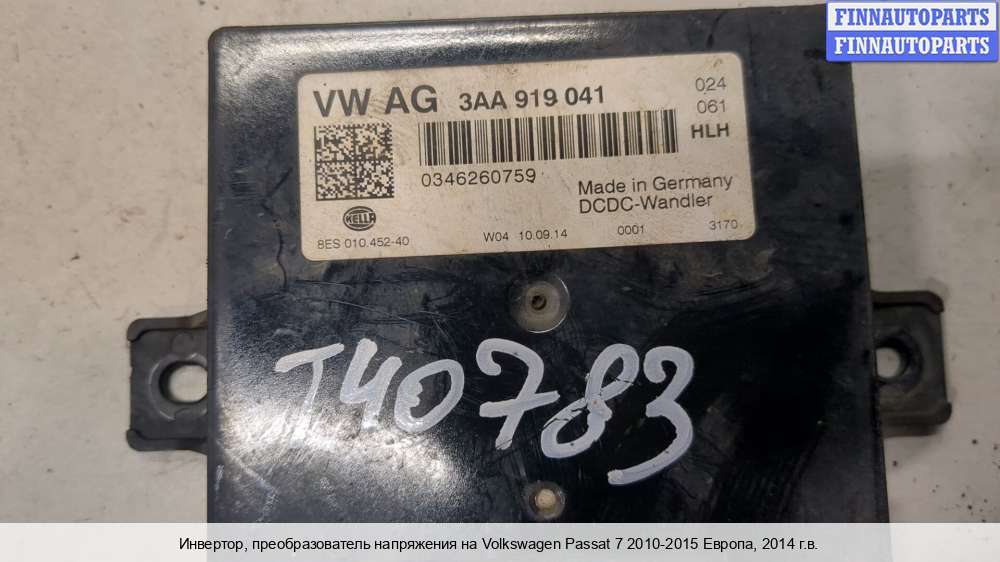 FINNAUTOPARTS
FINNAUTOPARTS
VW AG 3AA 919 041
024
061
HLH
0346260759
Made in Germany
DCDC-Wandler
HELLA
8ES 010.452-40
W04 10.09.14
0001
3170
T40783
Инвертор, преобразователь напряжения на Volkswagen Passat 7 2010-2015 Европа, 2014 г.в.